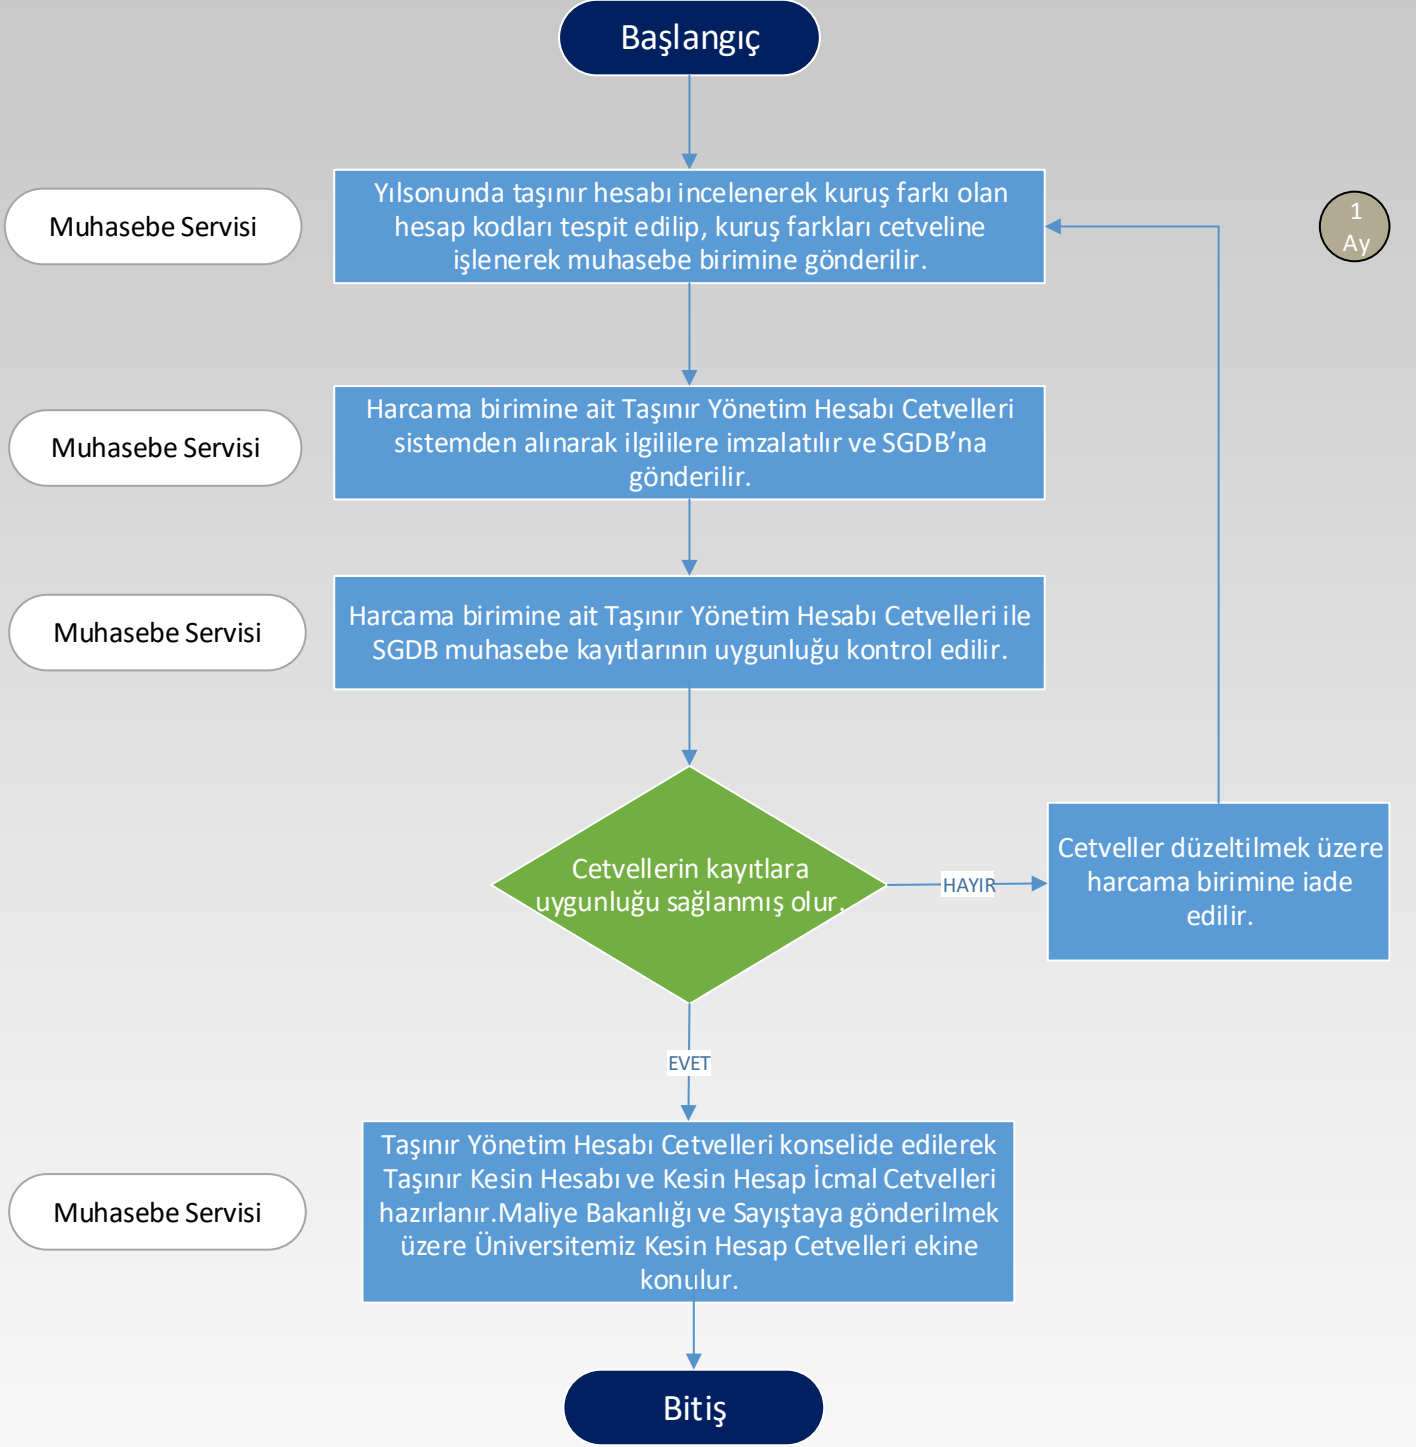 Başlangıç
Muhasebe Servisi
Yılsonunda taşınır hesabı incelenerek kuruş farkı olan
hesap kodları tespit edilip, kuruş farkları cetveline
işlenerek muhasebe birimine gönderilir.
1
Ay
Muhasebe Servisi
Harcama birimine ait Taşınır Yönetim Hesabı Cetvelleri
sistemden alınarak ilgililere imzalatılır ve SGDB’na
gönderilir.
Muhasebe Servisi
Harcama birimine ait Taşınır Yönetim Hesabı Cetvelleri ile
SGDB muhasebe kayıtlarının uygunluğu kontrol edilir.
Cetvellerin kayıtlara
uygunluğu sağlanmış olur.
HAYIR
Cetveller düzeltilmek üzere
harcama birimine iade
edilir.
EVET
Muhasebe Servisi
Taşınır Yönetim Hesabı Cetvelleri konselide edilerek
Taşınır Kesin Hesabı ve Kesin Hesap İcmal Cetvelleri
hazırlanır.Maliye Bakanlığı ve Sayıştaya gönderilmek
üzere Üniversitemiz Kesin Hesap Cetvelleri ekine
konulur.
Bitiş